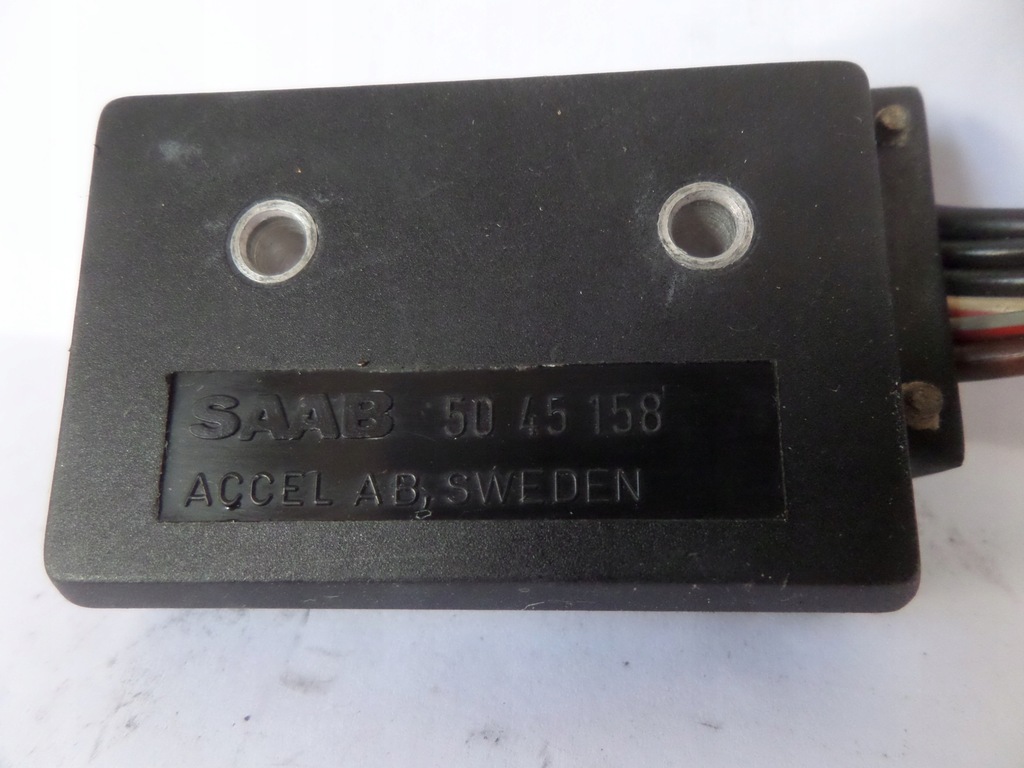 SAAB 50 45 158
ACCEL AB, SWEDEN